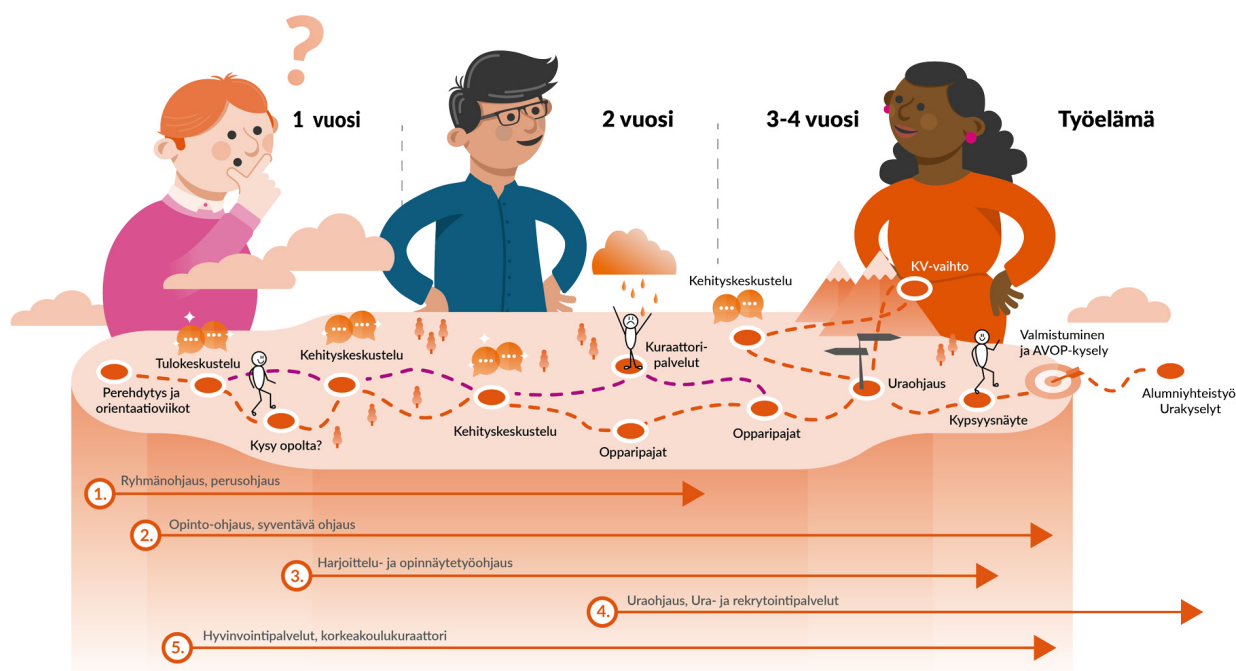 ?
1 vuosi
2 vuosi
3-4 vuosi
Työelämä
KV-vaihto
Kehityskeskustelu
Tulokeskustelu
Kehityskeskustelu
Kuraattori-
palvelut
Valmistuminen
ja AVOP-kysely
Perehdytys ja
orientaatioviikot
Uraohjaus
Alumniyhteistyö
Urakyselyt
Kysy opolta?
Kehityskeskustelu
Opparipajat
Opparipajat
Kypsyysnäyte
1. Ryhmänohjaus, perusohjaus
2. Opinto-ohjaus, syventävä ohjaus
3. Harjoittelu- ja opinnäytetyöohjaus
4. Uraohjaus, Ura- ja rekrytointipalvelut
5. Hyvinvointipalvelut, korkeakoulukuraattori